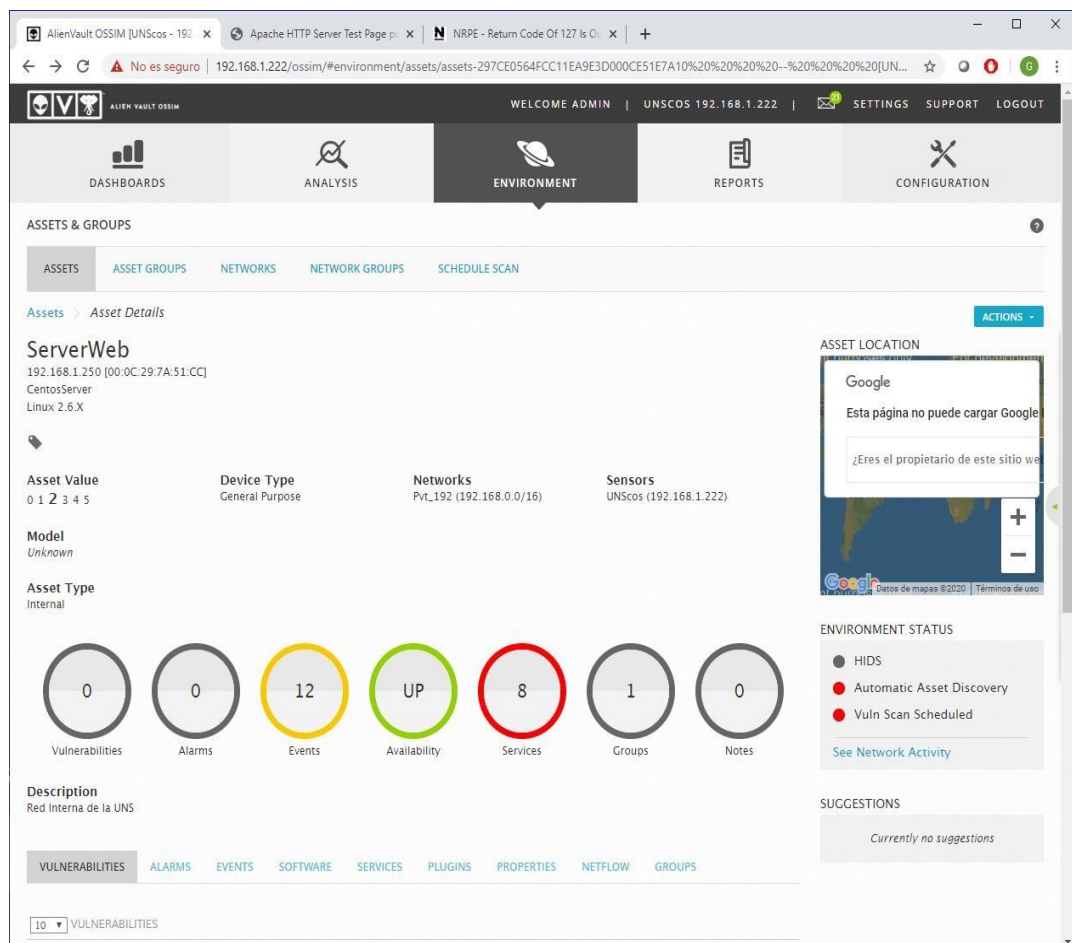 AlienVault OSSIM [UNScos - 192
Apache HTTP Server Test Page po
NRPE - Return Code Of 127 Is Ou
No es seguro | 192.168.1.222/ossim/#environment/assets/assets-297CE0564FCC11EA9E3D000CE51E7A10%20%20%20%20--%20%20%20%20[UN...
G
ALIEN VAULT OSSIM
WELCOME ADMIN | UNSCOS 192.168.1.222 | 21 SETTINGS SUPPORT LOGOUT
DASHBOARDS ANALYSIS ENVIRONMENT REPORTS CONFIGURATION
ASSETS & GROUPS
ASSETS ASSET GROUPS NETWORKS NETWORK GROUPS SCHEDULE SCAN
Assets > Asset Details
ACTIONS
ServerWeb
192.168.1.250 [00:0C:29:7A:51:CC]
CentosServer
Linux 2.6.X
Asset Value
0 1 2 3 4 5
Device Type
General Purpose
Networks
Pvt_192 (192.168.0.0/16)
Sensors
UNScos (192.168.1.222)
Model
Unknown
Asset Type
Internal
0
Vulnerabilities
0
Alarms
12
Events
UP
Availability
8
Services
1
Groups
0
Notes
Description
Red Interna de la UNS
VULNERABILITIES ALARMS EVENTS SOFTWARE SERVICES PLUGINS PROPERTIES NETFLOW GROUPS
10 VULNERABILITIES
ASSET LOCATION
Google
Esta página no puede cargar Google
¿Eres el propietario de este sitio we
+
−
Google
Datos de mapas ©2020 Términos de uso
ENVIRONMENT STATUS
HIDS
Automatic Asset Discovery
Vuln Scan Scheduled
See Network Activity
SUGGESTIONS
Currently no suggestions